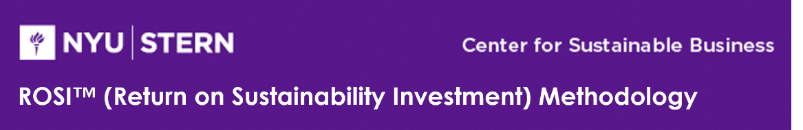 NYU | STERN
Center for Sustainable Business
ROSI™ (Return on Sustainability Investment) Methodology